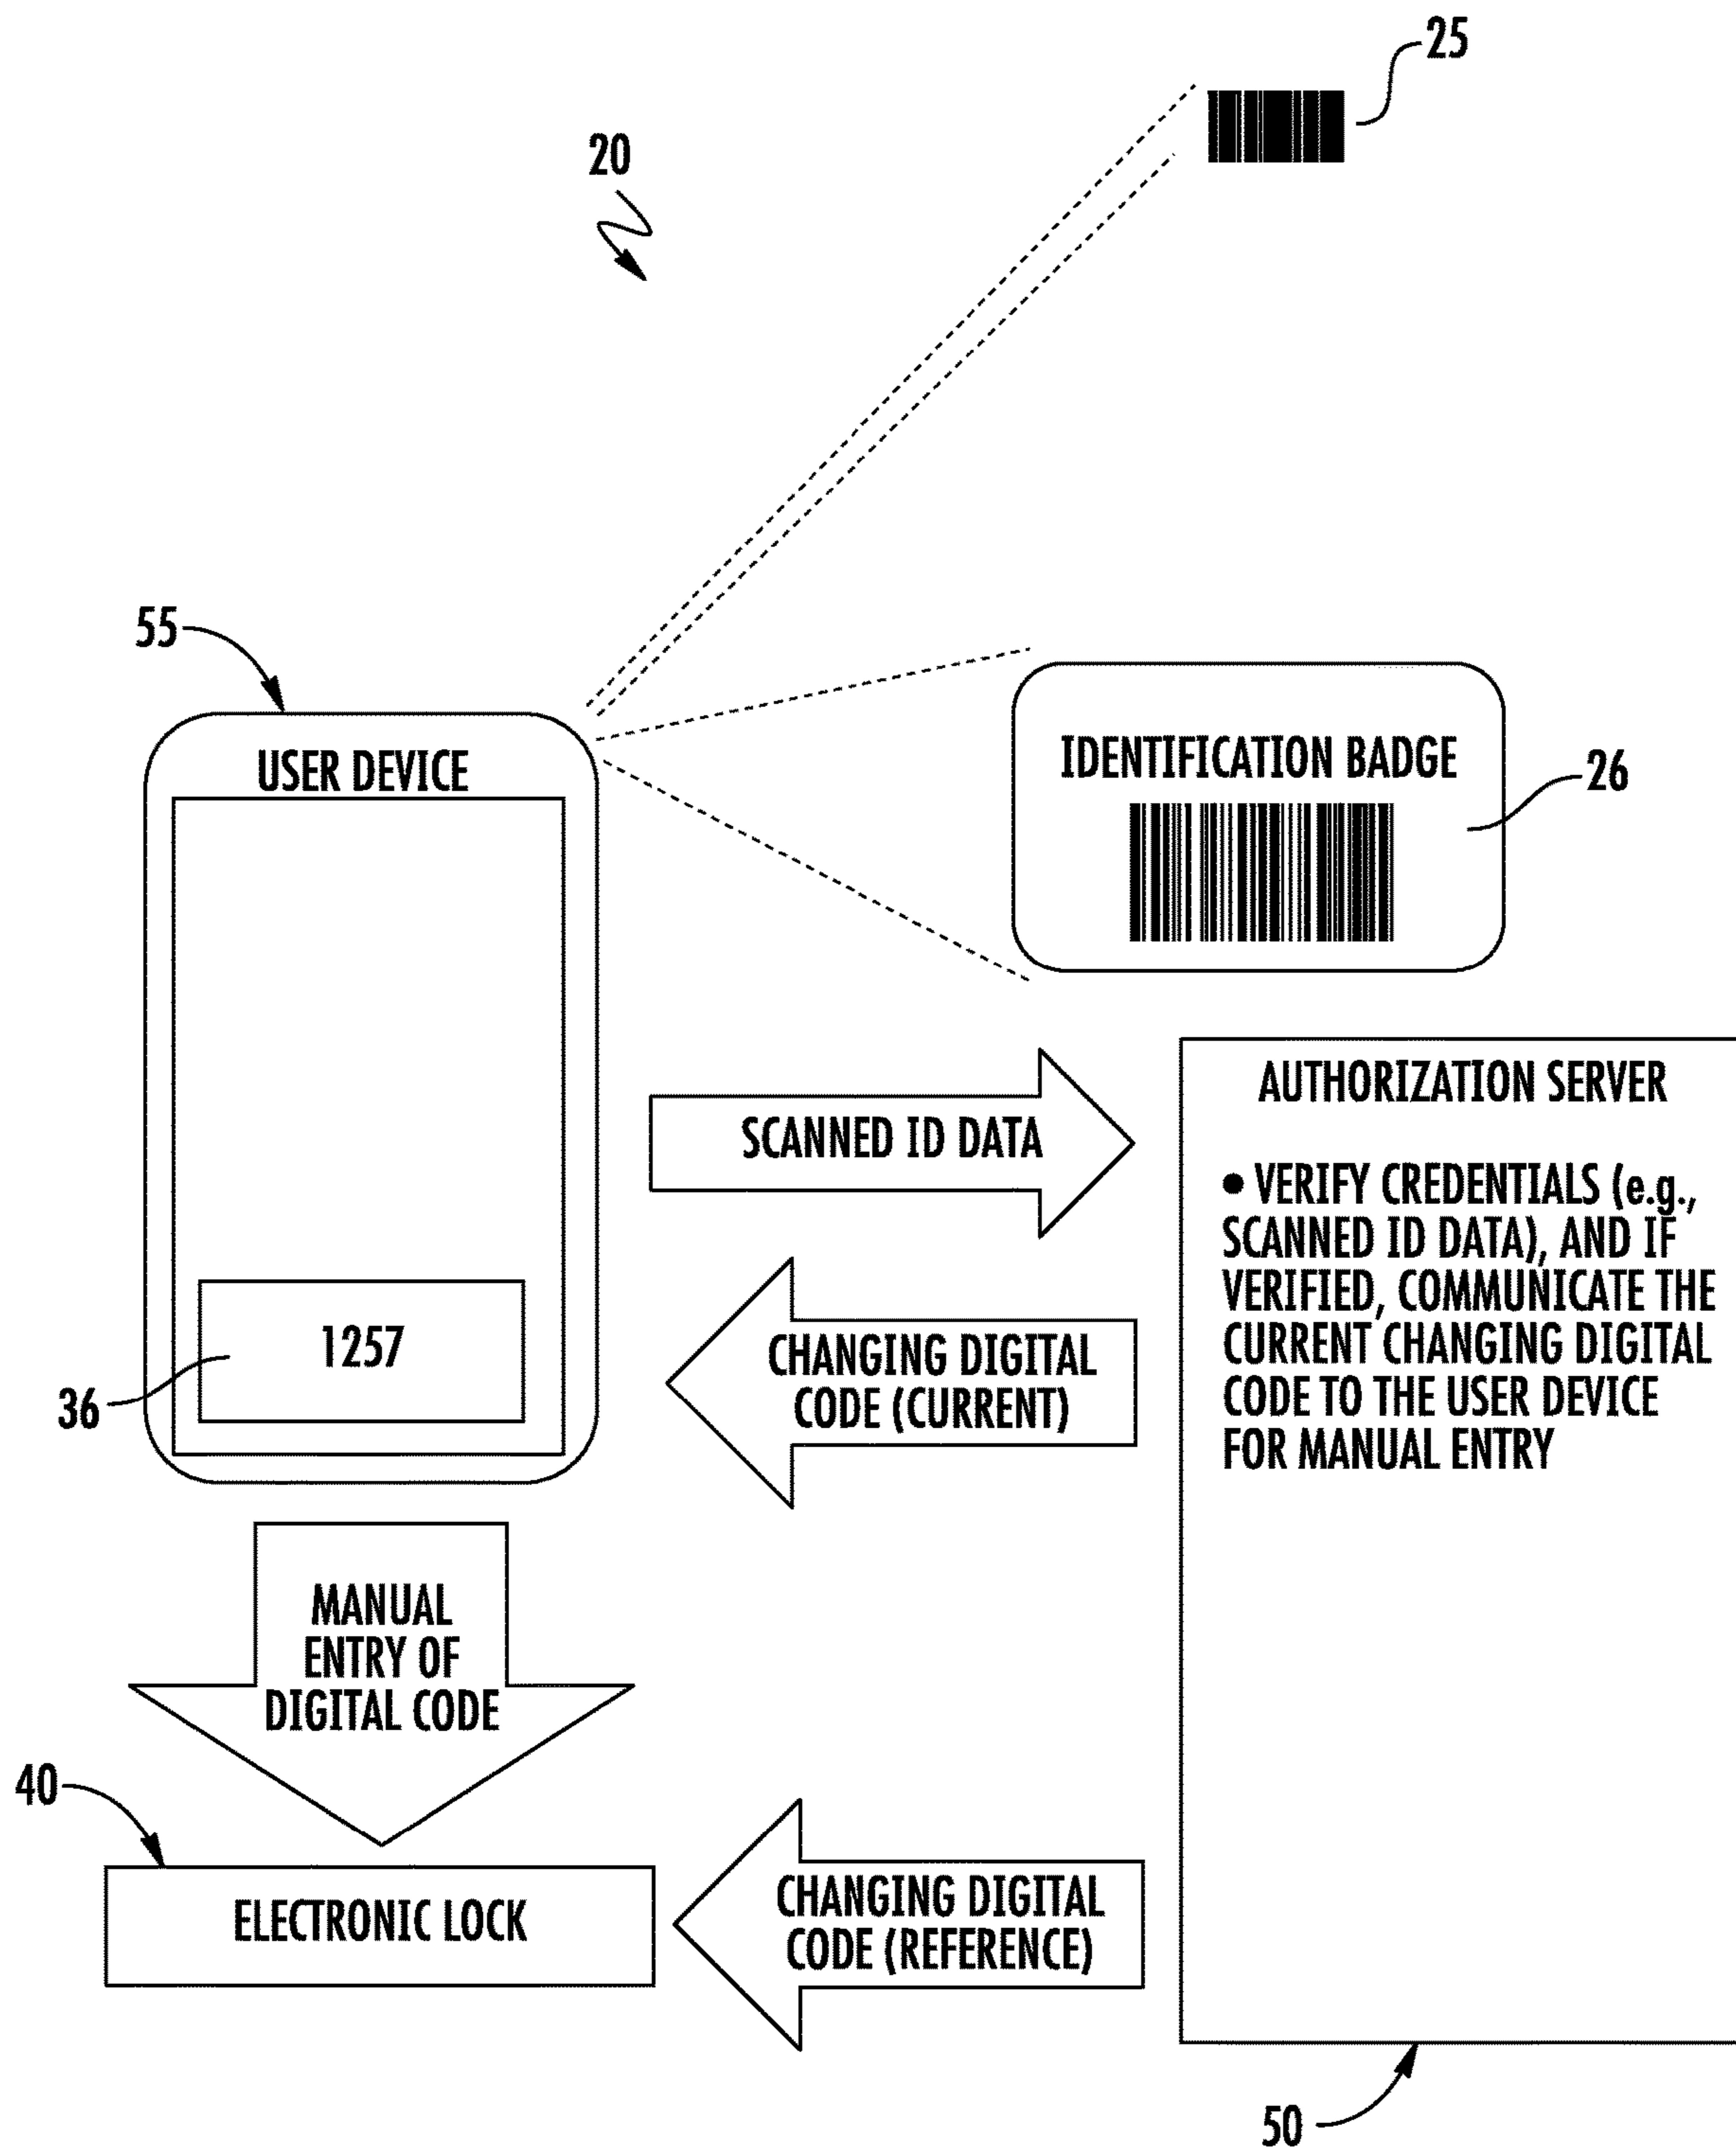 25
20
55
USER DEVICE
IDENTIFICATION BADGE
26
AUTHORIZATION SERVER
SCANNED ID DATA
• VERIFY CREDENTIALS (e.g.,
SCANNED ID DATA), AND IF
VERIFIED, COMMUNICATE THE
CURRENT CHANGING DIGITAL
CODE TO THE USER DEVICE
FOR MANUAL ENTRY
1257
36
CHANGING DIGITAL
CODE (CURRENT)
MANUAL
ENTRY OF
DIGITAL CODE
40
ELECTRONIC LOCK
CHANGING DIGITAL
CODE (REFERENCE)
50